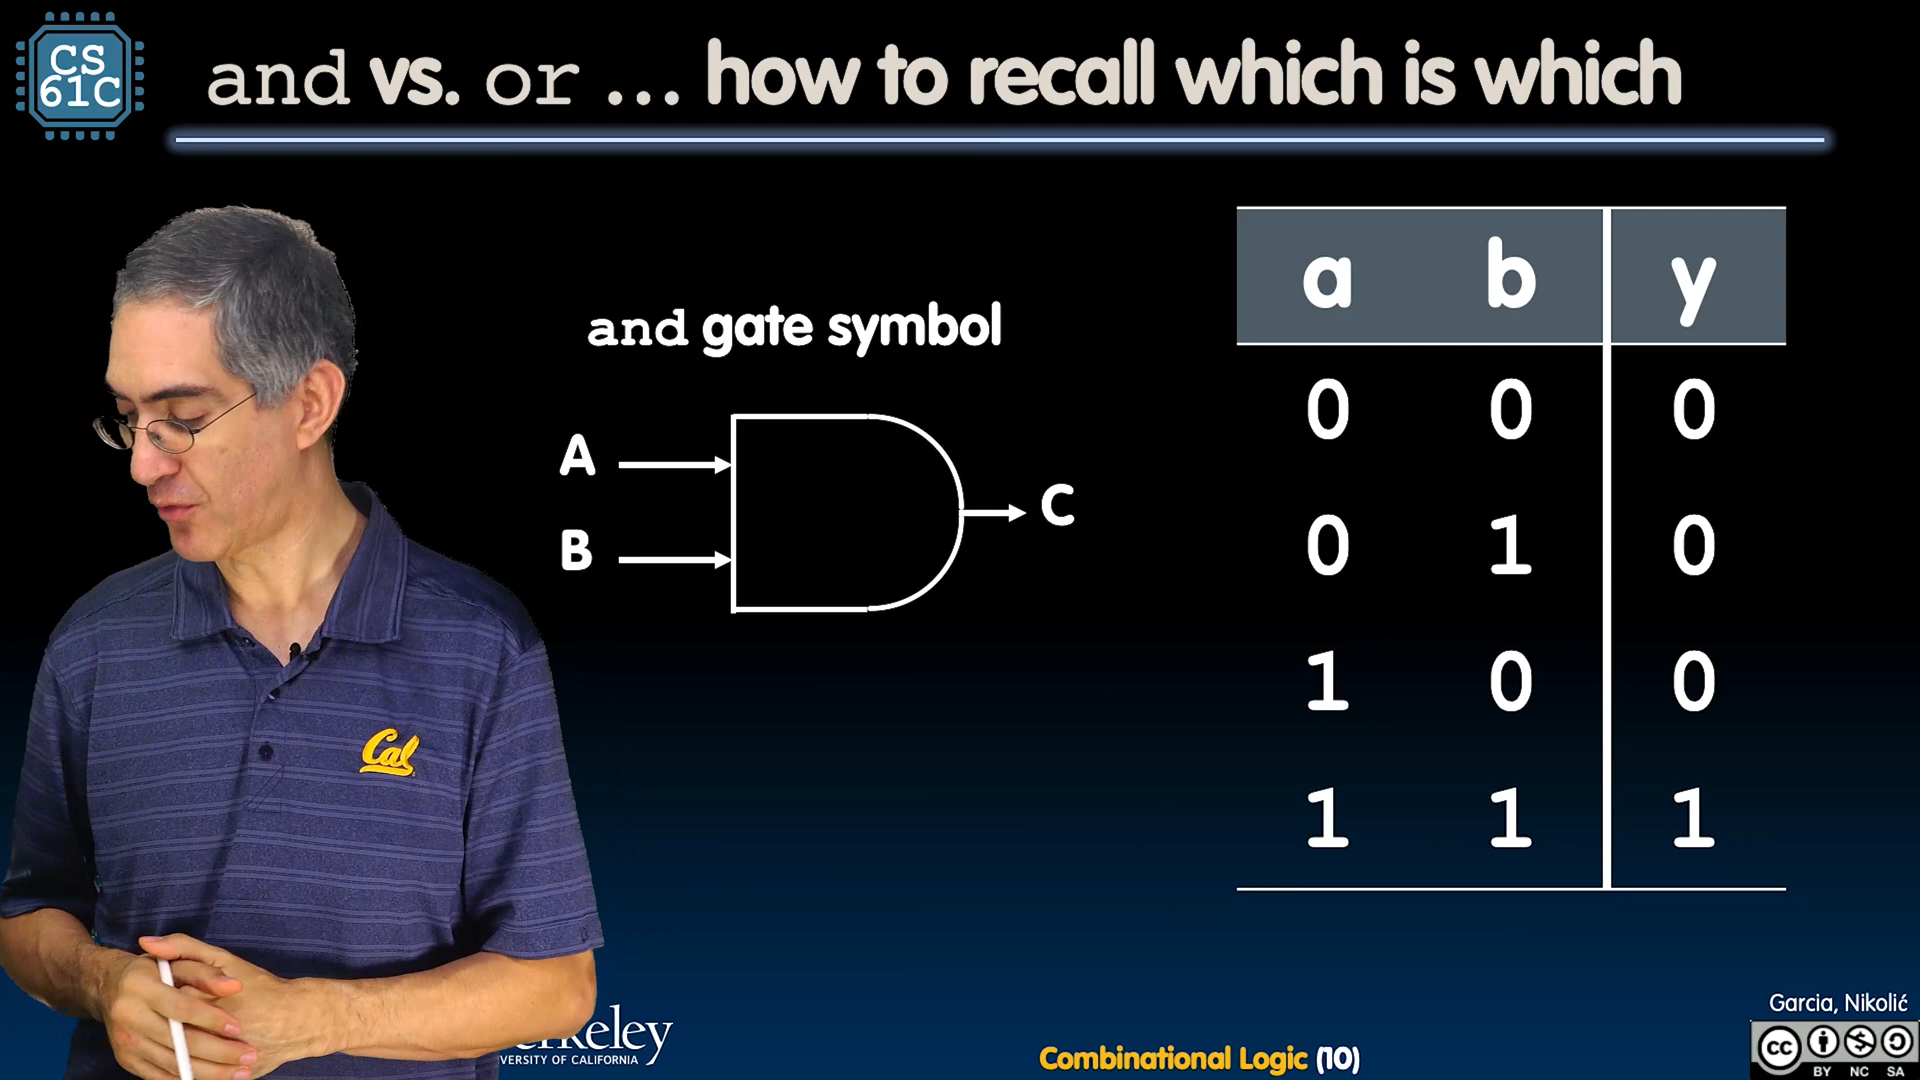 CS
61C
and vs. or ... how to recall which is which
and gate symbol
A
B
C
a b y
0 0 0
0 1 0
1 0 0
1 1 1
Cal
keley
VERSITY OF CALIFORNIA
Combinational Logic (10)
Garcia, Nikolić
cc
BY NC SA